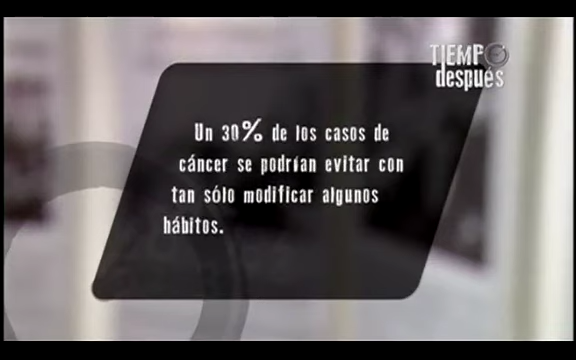 TIEMPO
después
Un 30% de los casos de
cáncer se podrían evitar con
tan sólo modificar algunos
hábitos.